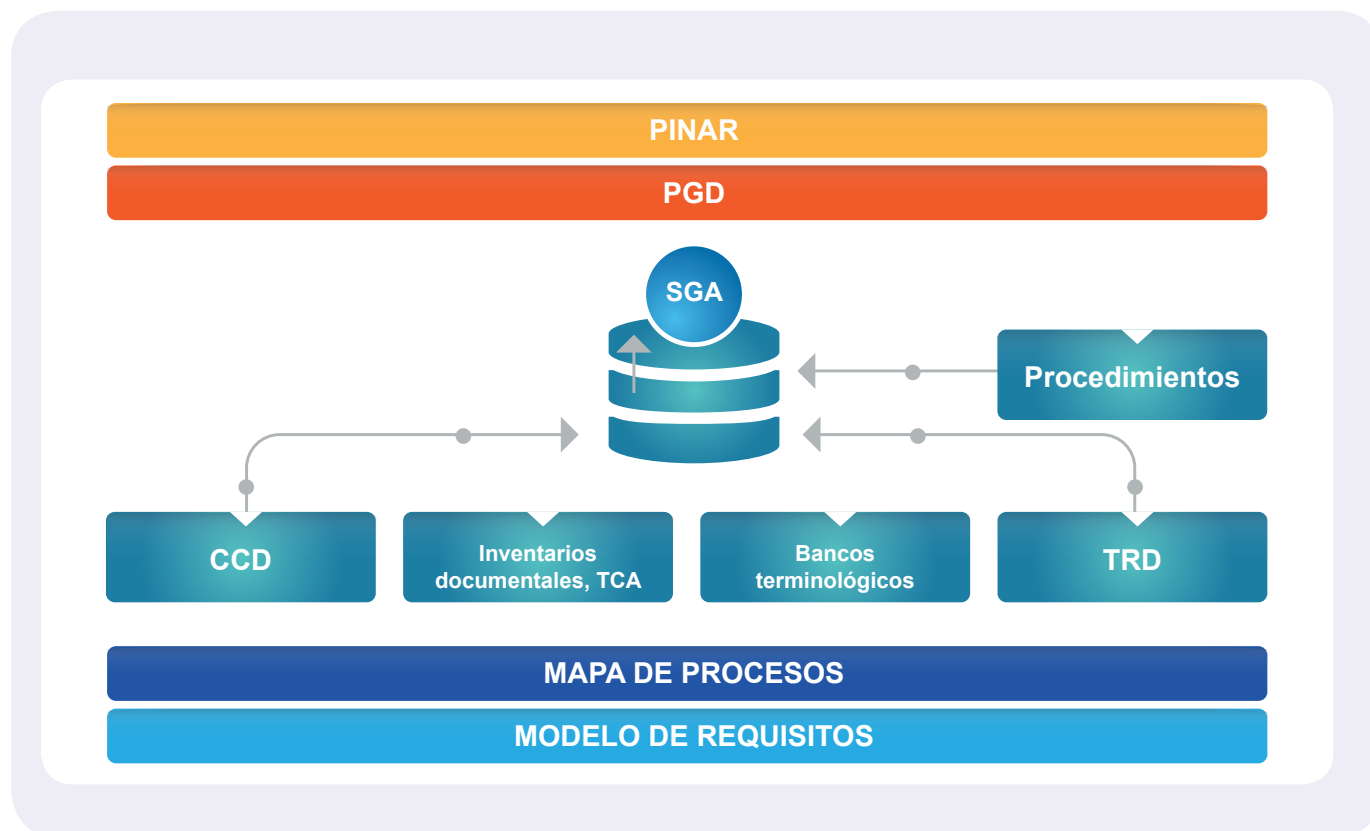 PINAR
PGD
SGA
Procedimientos
CCD
Inventarios
documentales, TCA
Bancos
terminológicos
TRD
MAPA DE PROCESOS
MODELO DE REQUISITOS